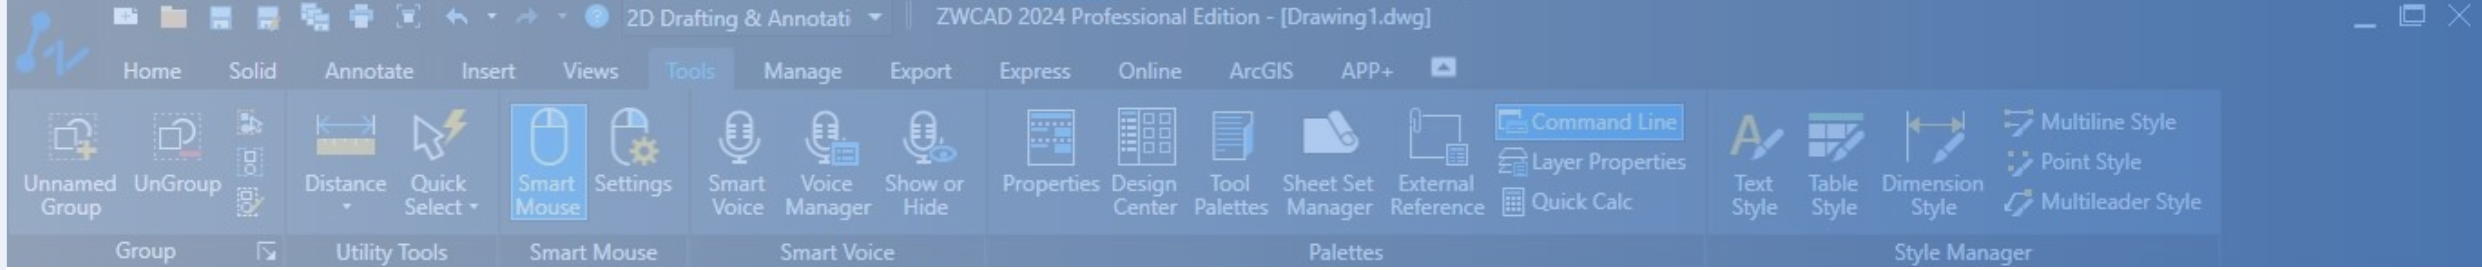 2D Drafting & Annotati
ZWCAD 2024 Professional Edition - [Drawing1.dwg]
Home Solid Annotate Insert Views Tools Manage Export Express Online ArcGIS APP+
Unnamed Group
UnGroup
Distance
Quick Select
Smart Mouse
Settings
Smart Voice
Voice Manager
Show or Hide
Properties
Design Center
Tool Palettes
Sheet Set Manager
External Reference
Command Line
Layer Properties
Quick Calc
Text Style
Table Style
Dimension Style
Multiline Style
Point Style
Multileader Style
Group
Utility Tools
Smart Mouse
Smart Voice
Palettes
Style Manager